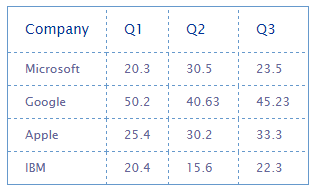 Company Q1 Q2 Q3
Microsoft 20.3 30.5 23.5
Google 50.2 40.63 45.23
Apple 25.4 30.2 33.3
IBM 20.4 15.6 22.3